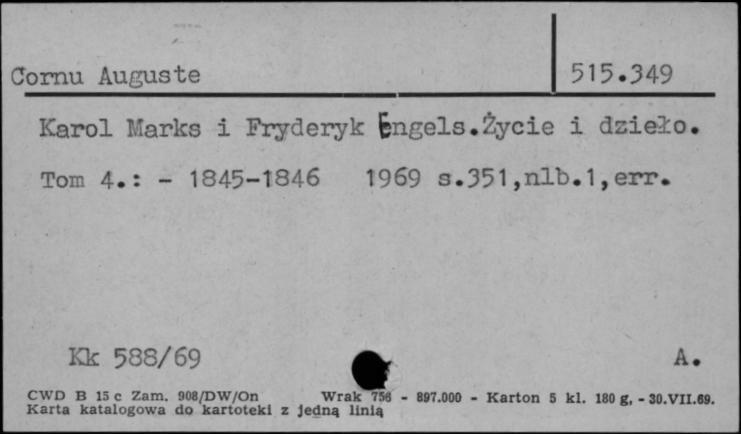 Cornu Auguste 515.349
Karol Marks i Fryderyk Engels.Życie i dzieło.
Tom 4.: - 1845-1846 1969 s.351,nlb.1,err.
Kk 588/69 A.
CWD B 15 c Zam. 908/DW/On Wrak 756 - 897.000 - Karton 5 kl. 180 g, - 30.VII.69.
Karta katalogowa do kartoteki z jedną linią